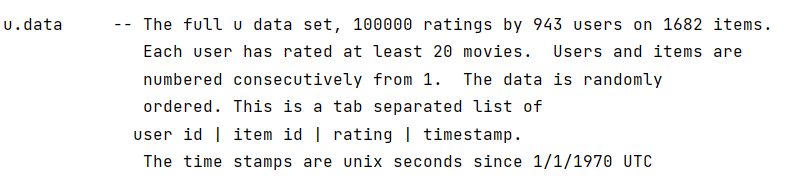 u.data     -- The full u data set, 100000 ratings by 943 users on 1682 items.
              Each user has rated at least 20 movies.  Users and items are
              numbered consecutively from 1.  The data is randomly
              ordered. This is a tab separated list of
             user id | item id | rating | timestamp.
              The time stamps are unix seconds since 1/1/1970 UTC